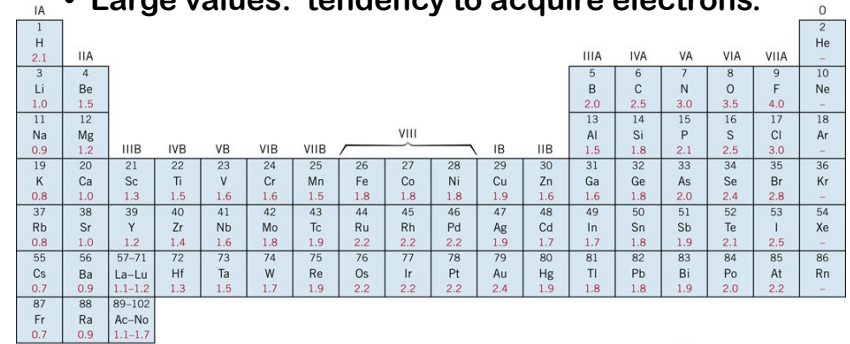 • Large values: tendency to acquire electrons.
IA 0
1 2
H He
2.1 IIA IIIA IVA VA VIA VIIA –
3 4 5 6 7 8 9 10
Li Be B C N O F Ne
1.0 1.5 2.0 2.5 3.0 3.5 4.0 –
11 12 13 14 15 16 17 18
Na Mg VIII Al Si P S Cl Ar
0.9 1.2 IIIB IVB VB VIB VIIB IB IIB 1.5 1.8 2.1 2.5 3.0 –
19 20 21 22 23 24 25 26 27 28 29 30 31 32 33 34 35 36
K Ca Sc Ti V Cr Mn Fe Co Ni Cu Zn Ga Ge As Se Br Kr
0.8 1.0 1.3 1.5 1.6 1.6 1.5 1.8 1.8 1.8 1.9 1.6 1.6 1.8 2.0 2.4 2.8 –
37 38 39 40 41 42 43 44 45 46 47 48 49 50 51 52 53 54
Rb Sr Y Zr Nb Mo Tc Ru Rh Pd Ag Cd In Sn Sb Te I Xe
0.8 1.0 1.2 1.4 1.6 1.8 1.9 2.2 2.2 2.2 1.9 1.7 1.7 1.8 1.9 2.1 2.5 –
55 56 57–71 72 73 74 75 76 77 78 79 80 81 82 83 84 85 86
Cs Ba La–Lu Hf Ta W Re Os Ir Pt Au Hg Tl Pb Bi Po At Rn
0.7 0.9 1.1–1.2 1.3 1.5 1.7 1.9 2.2 2.2 2.2 2.4 1.9 1.8 1.8 1.9 2.0 2.2 –
87 88 89–102
Fr Ra Ac–No
0.7 0.9 1.1–1.7